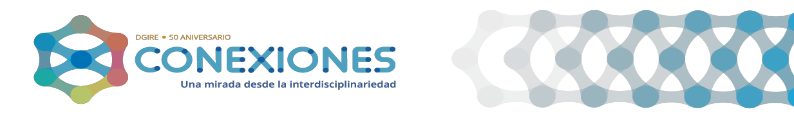 DGIRE • 50 ANIVERSARIO
CONEXIONES
Una mirada desde la interdisciplinariedad